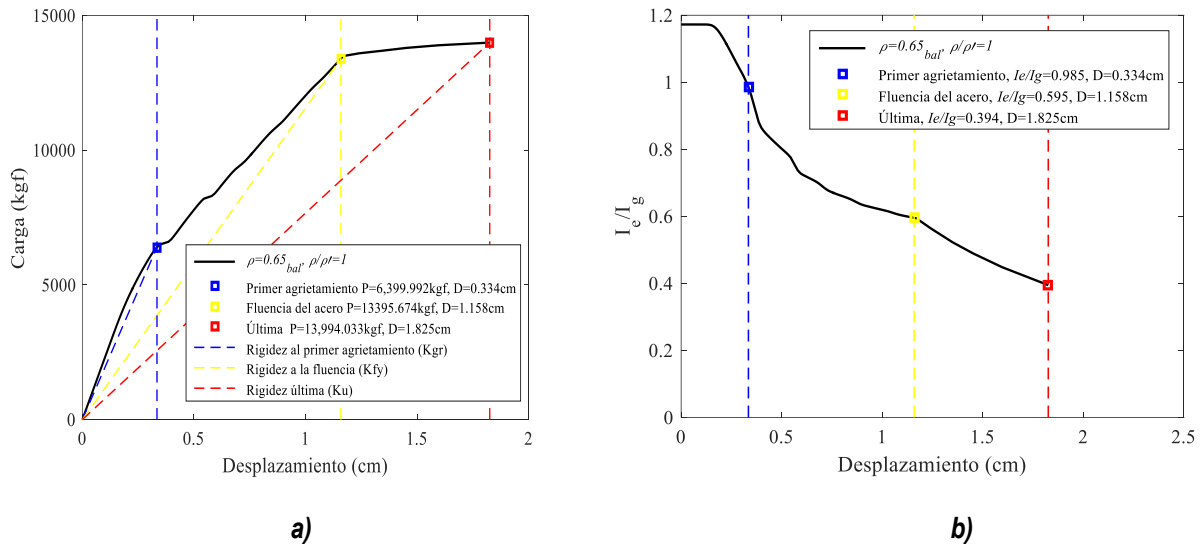 15000
10000
5000
0
Carga (kgf)
ρ=0.65bal, ρ/ρ′=1
Primer agrietamiento P=6,399.992kgf, D=0.334cm
Fluencia del acero P=13395.674kgf, D=1.158cm
Última P=13,994.033kgf, D=1.825cm
Rigidez al primer agrietamiento (Kgr)
Rigidez a la fluencia (Kfy)
Rigidez última (Ku)
0 0.5 1 1.5 2
Desplazamiento (cm)
a)
1.2
1
0.8
0.6
0.4
0.2
0
Ie/Ig
ρ=0.65bal, ρ/ρ′=1
Primer agrietamiento, Ie/Ig=0.985, D=0.334cm
Fluencia del acero, Ie/Ig=0.595, D=1.158cm
Última, Ie/Ig=0.394, D=1.825cm
0 0.5 1 1.5 2 2.5
Desplazamiento (cm)
b)